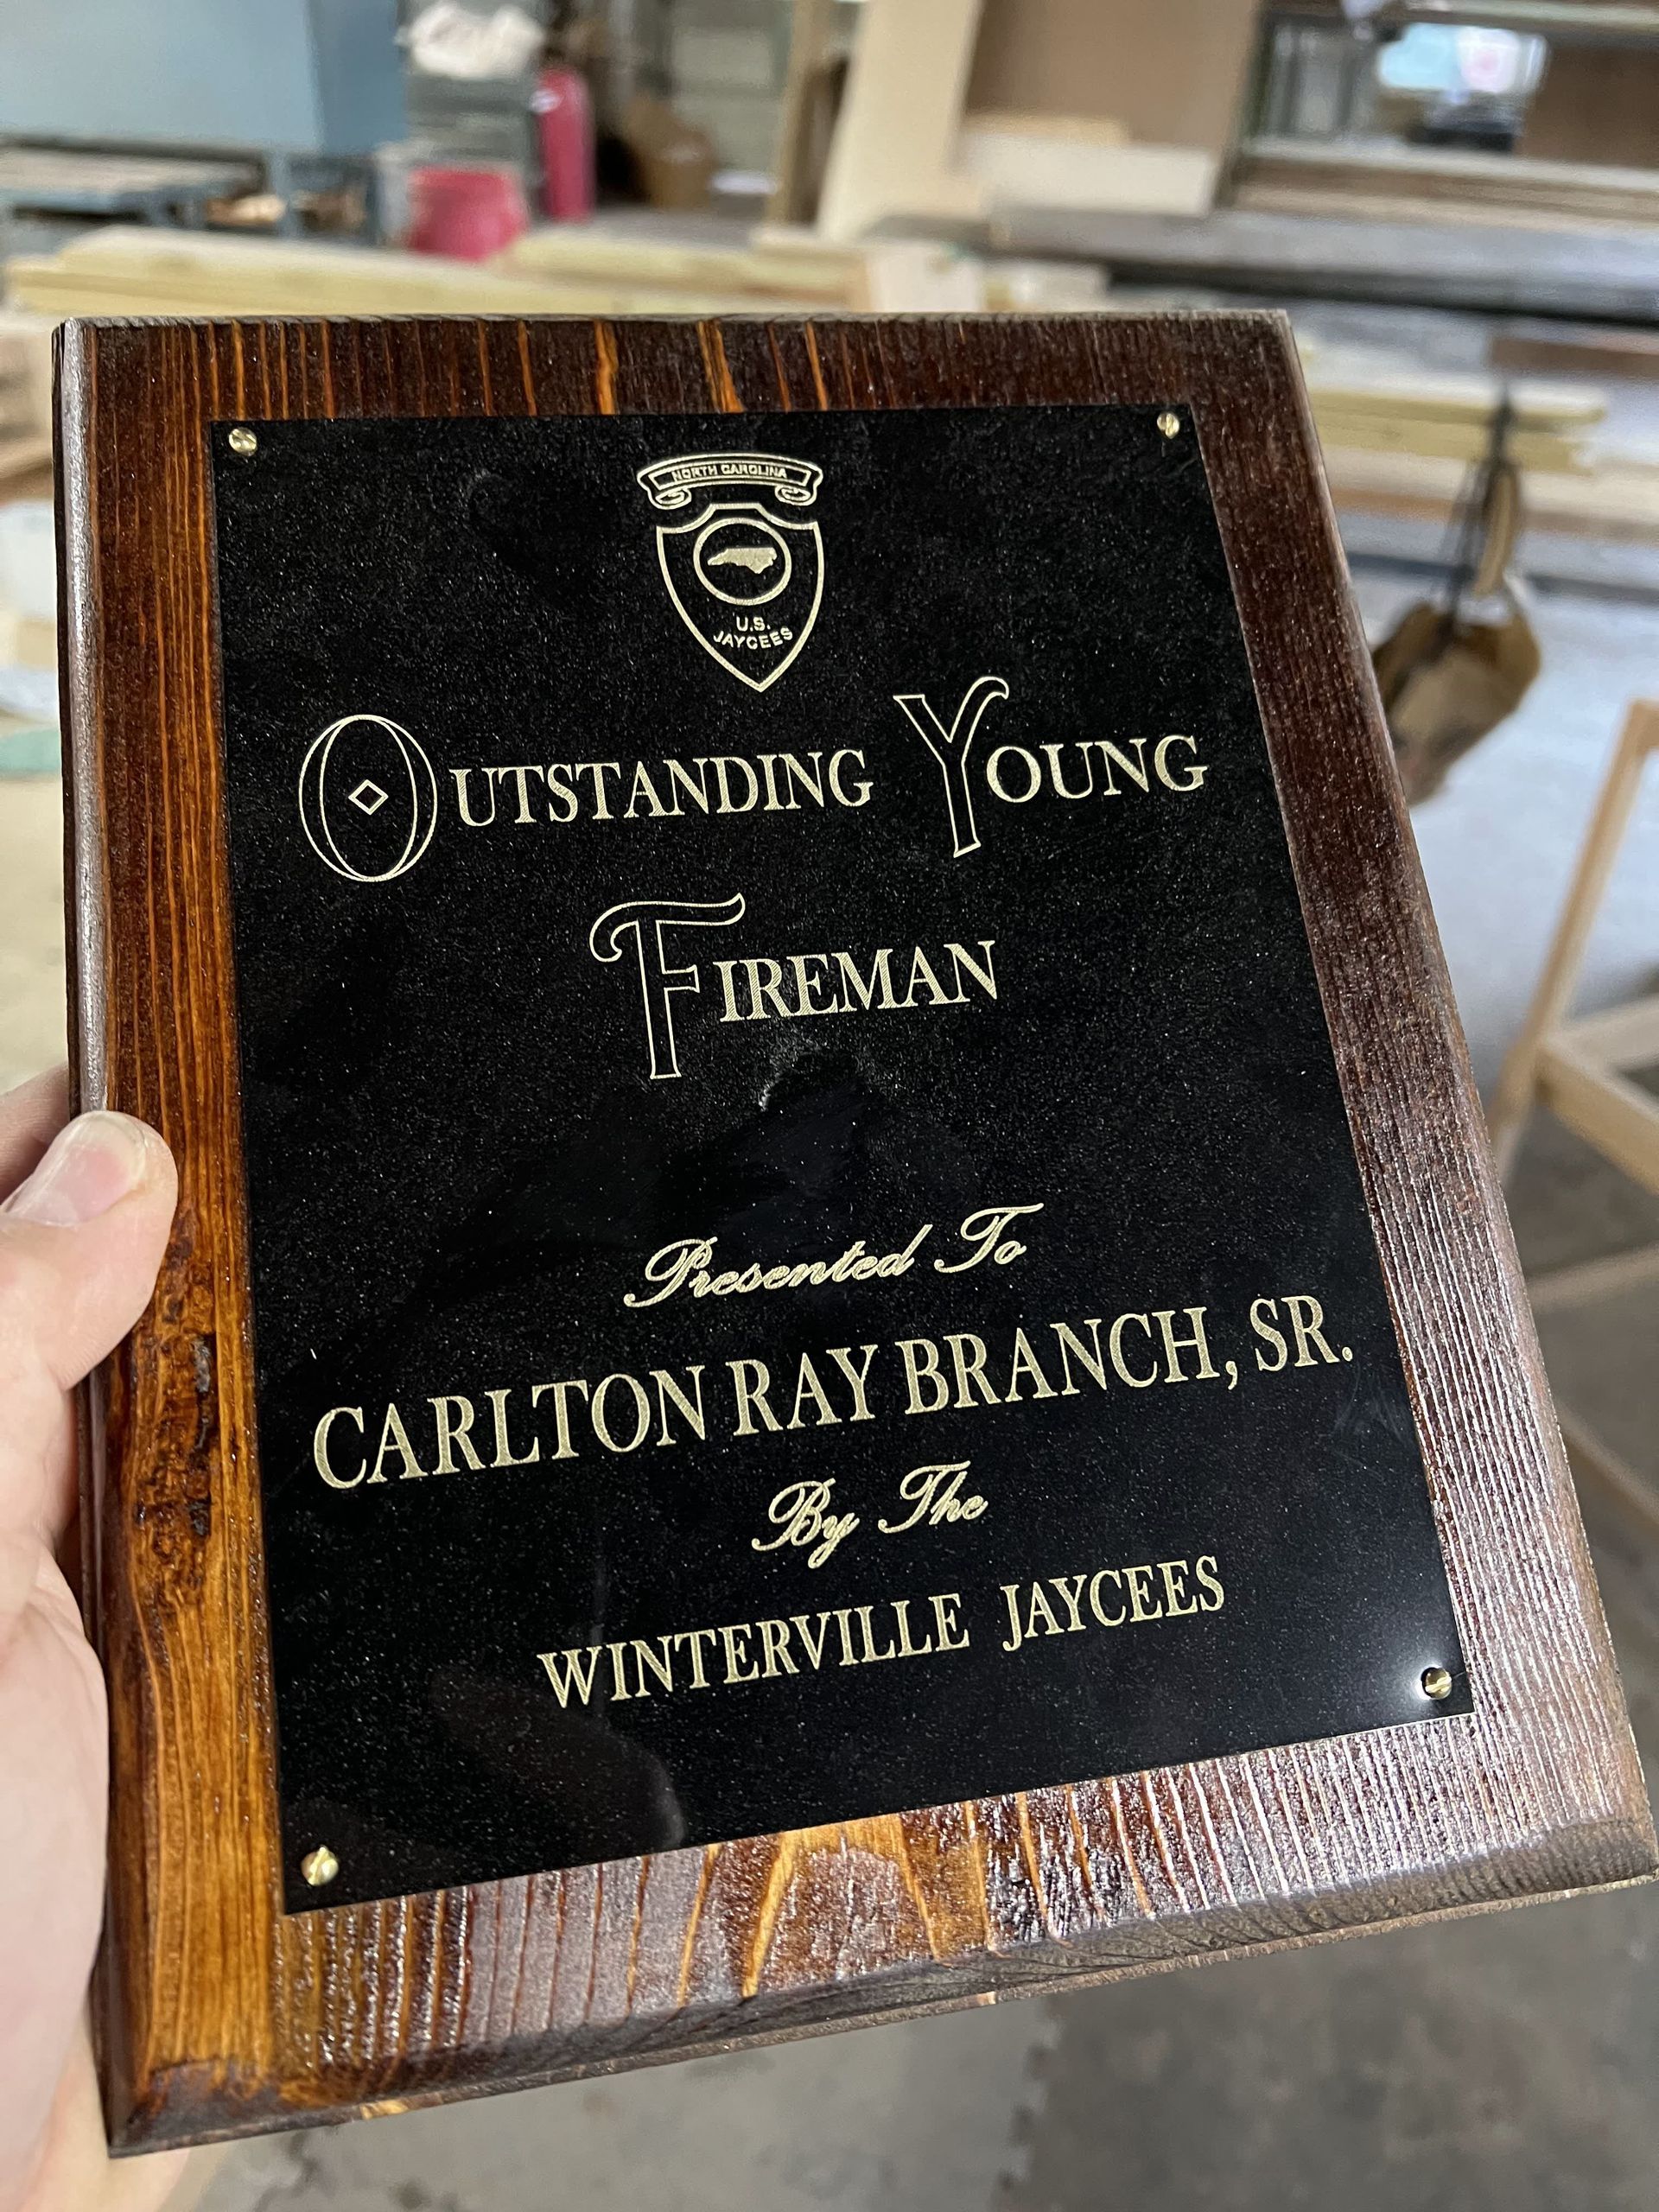 NORTH CAROLINA
U.S.
JAYCEES
OUTSTANDING YOUNG
FIREMAN
Presented To
CARLTON RAY BRANCH, SR.
By The
WINTERVILLE JAYCEES